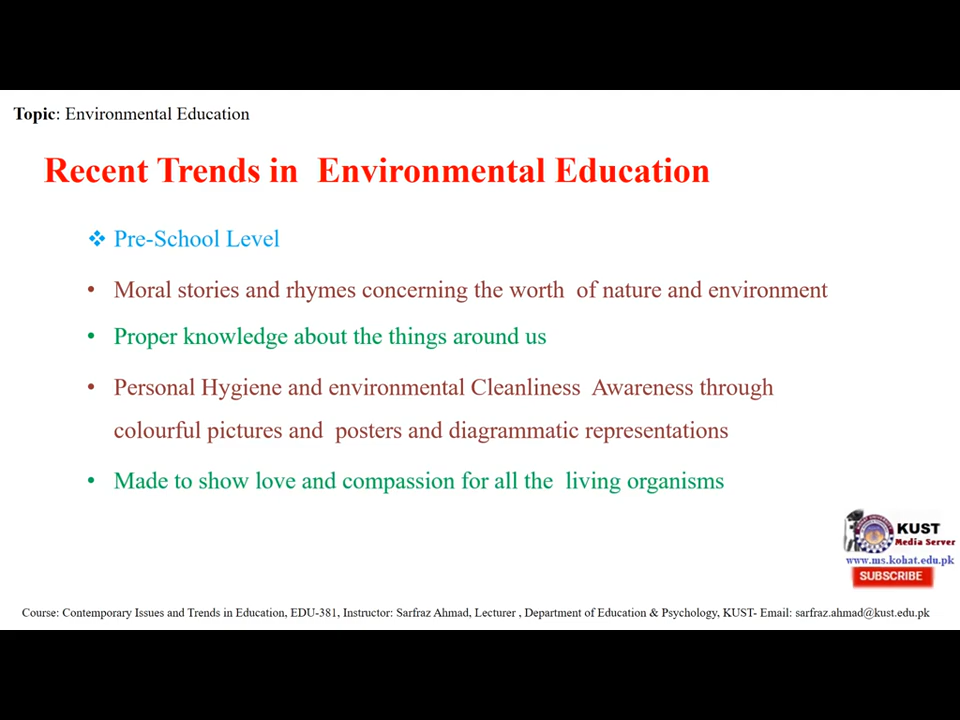 Topic: Environmental Education
Recent Trends in Environmental Education
❖ Pre-School Level
• Moral stories and rhymes concerning the worth of nature and environment
• Proper knowledge about the things around us
• Personal Hygiene and environmental Cleanliness Awareness through
colourful pictures and posters and diagrammatic representations
• Made to show love and compassion for all the living organisms
KUST
Media Server
www.ms.kohat.edu.pk
SUBSCRIBE
Course: Contemporary Issues and Trends in Education, EDU-381, Instructor: Sarfraz Ahmad, Lecturer , Department of Education & Psychology, KUST- Email: sarfraz.ahmad@kust.edu.pk